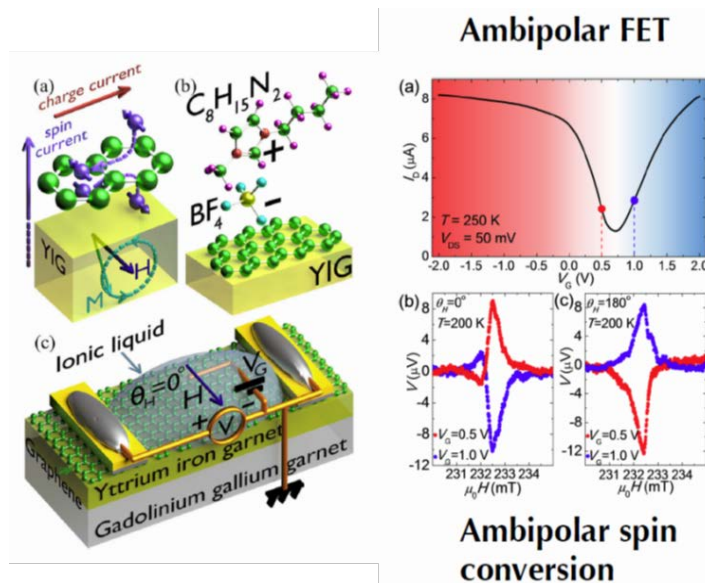 (a)
charge current
spin
current
YIG
M
H
(b)
C8H15N2
+
BF4
−
YIG
(c)
Ionic liquid
θH=0°
H
VG
+
−
V
Graphene
Yttrium iron garnet
Gadolinium gallium garnet
Ambipolar FET
(a)
ID(μA)
8
6
4
2
0
T = 250 K
VDS = 50 mV
-2.0 -1.5 -1.0 -0.5 0.0 0.5 1.0 1.5 2.0
VG (V)
(b) θH=0°
T=200 K
V(μV)
8
4
0
-4
-8
-12
VG=0.5 V
VG=1.0 V
231 232 233 234
μ0H (mT)
(c) θH=180°
T=200K
8
4
0
-4
-8
-12
VG=0.5 V
VG=1.0 V
231 232 233 234
μ0H (mT)
Ambipolar spin
conversion